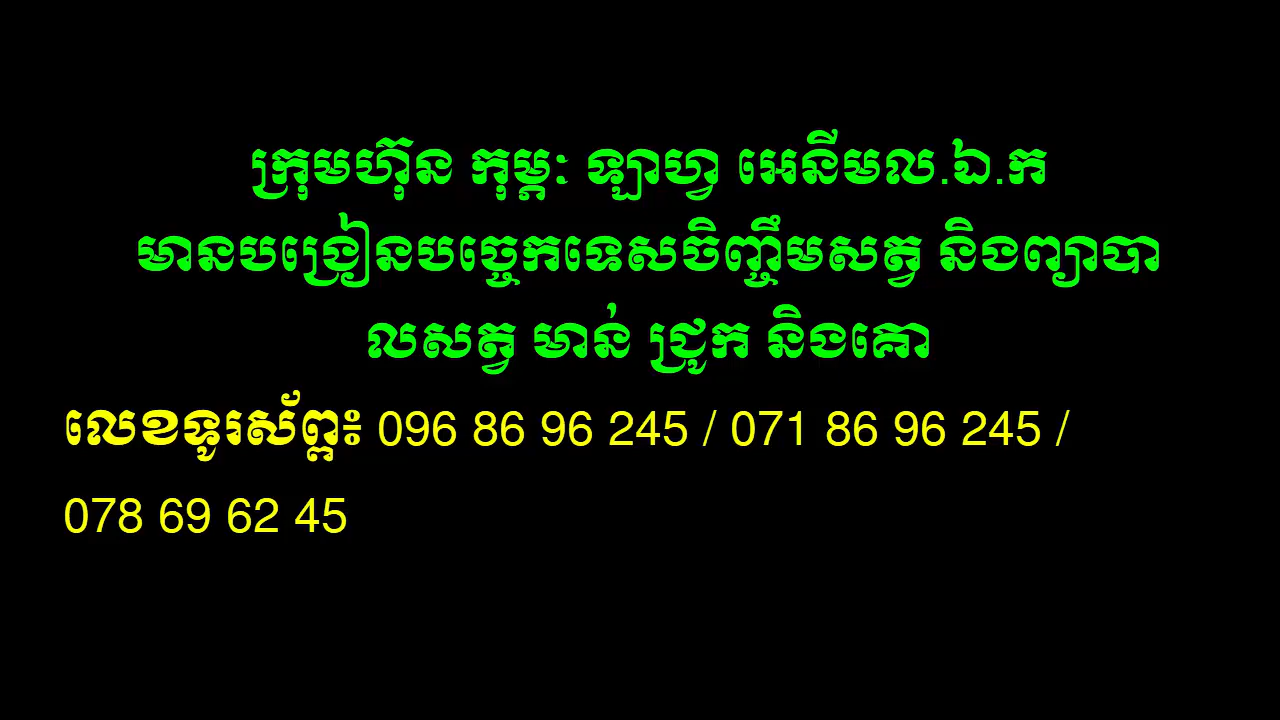 ក្រុមហ៊ុន កុម្ភៈ ឡាហ្វ អេនីមល.ឯ.ក
មានបង្រៀនបច្ចេកទេសចិញ្ចឹមសត្វ និងព្យាបា
លសត្វ មាន់ ជ្រូក និងគោ
លេខទូរស័ព្ទ៖ 096 86 96 245 / 071 86 96 245 /
078 69 62 45